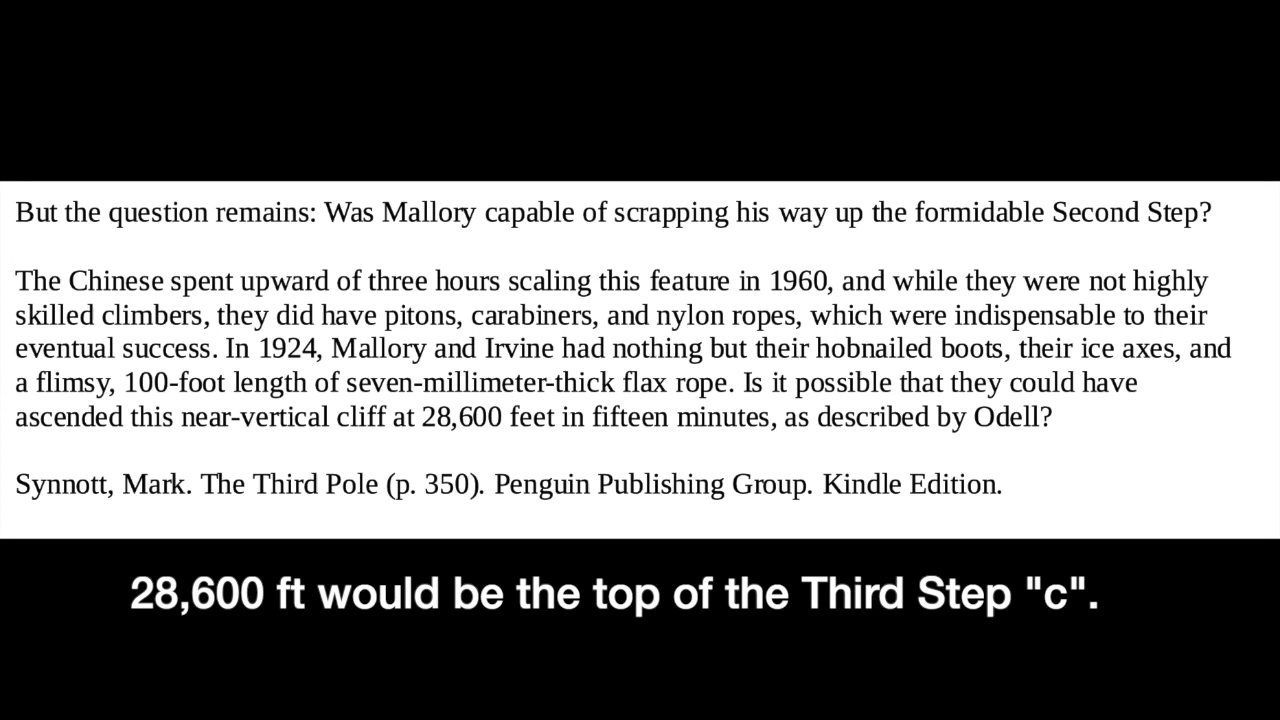 But the question remains: Was Mallory capable of scrapping his way up the formidable Second Step?
The Chinese spent upward of three hours scaling this feature in 1960, and while they were not highly
skilled climbers, they did have pitons, carabiners, and nylon ropes, which were indispensable to their
eventual success. In 1924, Mallory and Irvine had nothing but their hobnailed boots, their ice axes, and
a flimsy, 100-foot length of seven-millimeter-thick flax rope. Is it possible that they could have
ascended this near-vertical cliff at 28,600 feet in fifteen minutes, as described by Odell?
Synnott, Mark. The Third Pole (p. 350). Penguin Publishing Group. Kindle Edition.
28,600 ft would be the top of the Third Step "c".